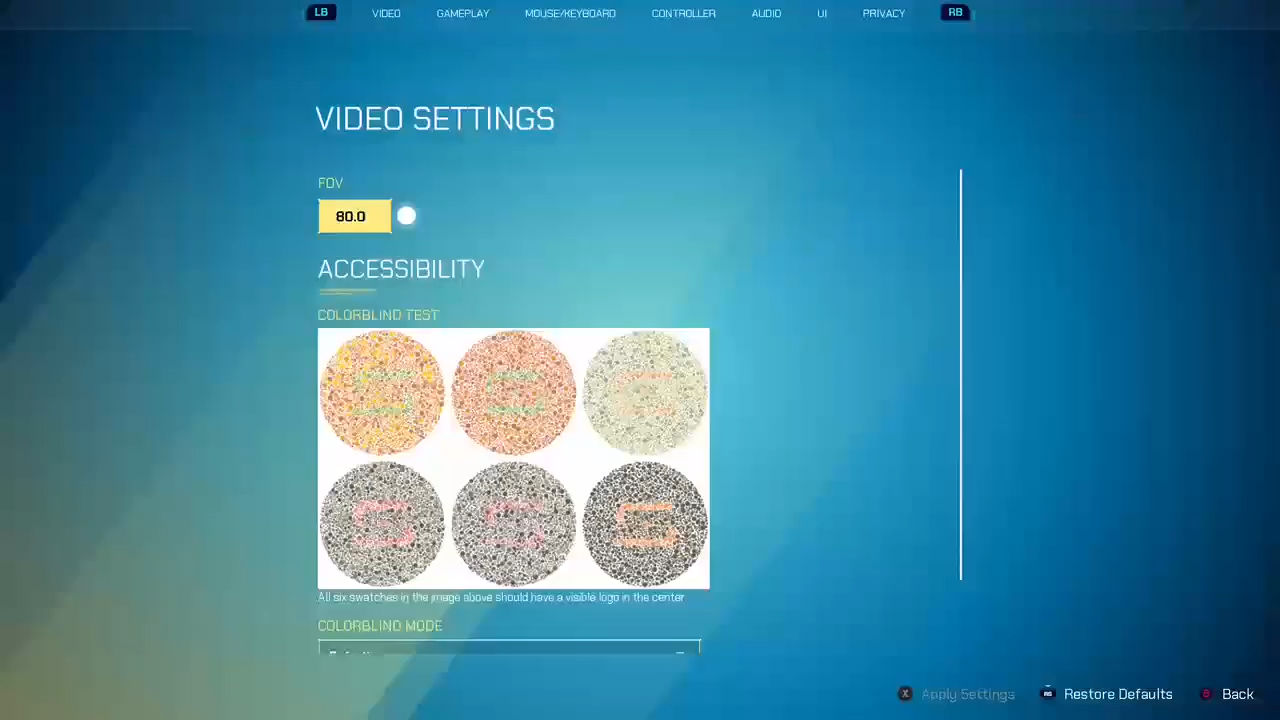 LB VIDEO GAMEPLAY MOUSE/KEYBOARD CONTROLLER AUDIO UI PRIVACY RB
VIDEO SETTINGS
FOV
80.0
ACCESSIBILITY
COLORBLIND TEST
All six swatches in the image above should have a visible logo in the center
COLORBLIND MODE
X Apply Settings RS Restore Defaults B Back